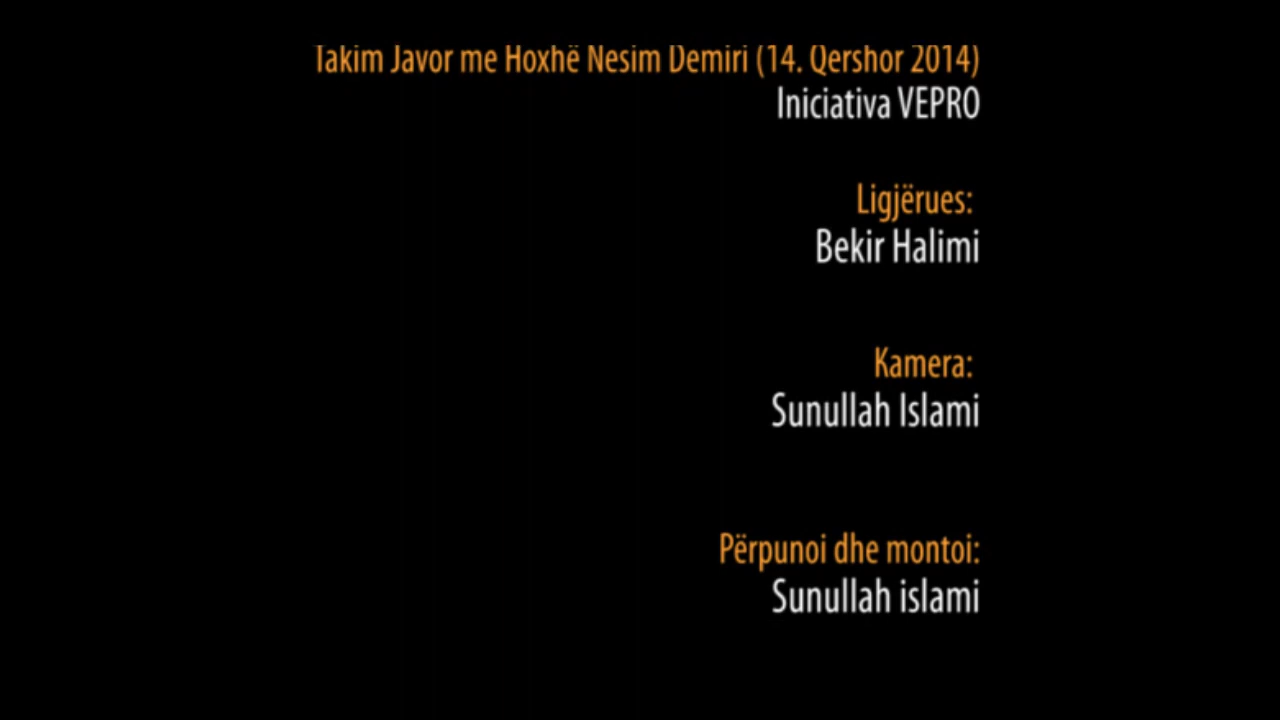 Takim Javor me Hoxhë Nesim Demiri (14. Qershor 2014)
Iniciativa VEPRO
Ligjërues:
Bekir Halimi
Kamera:
Sunullah Islami
Përpunoi dhe montoi:
Sunullah islami